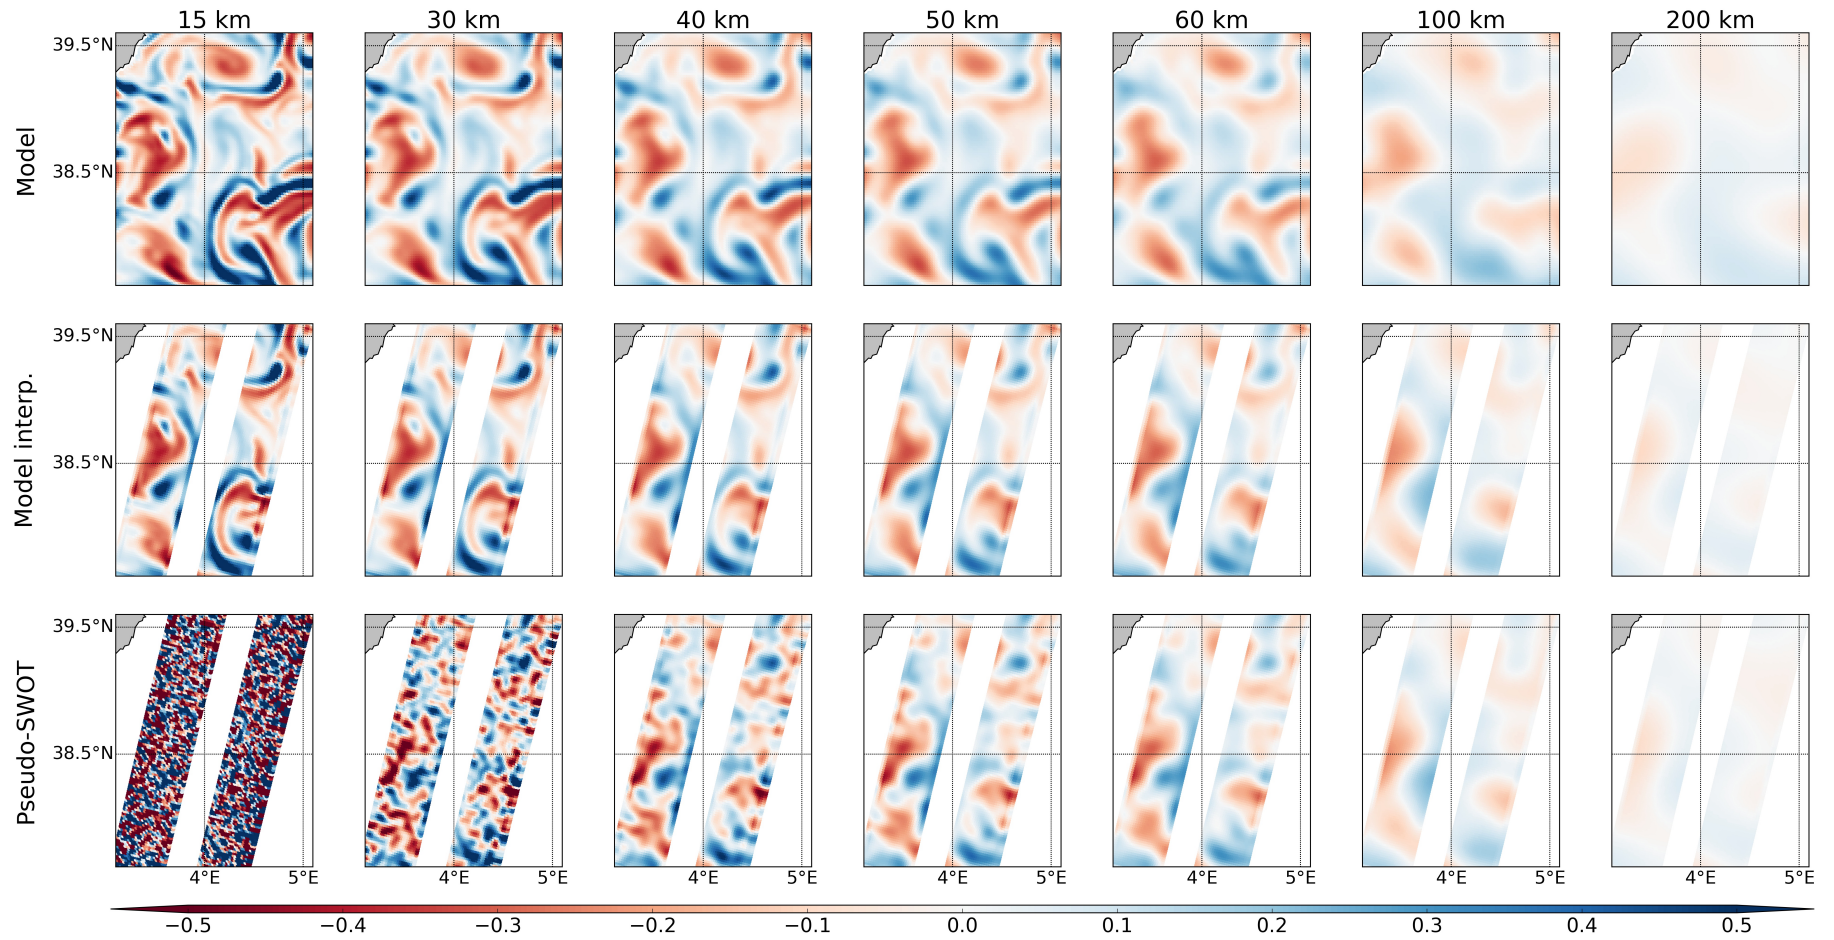 15 km 30 km 40 km 50 km 60 km 100 km 200 km
Model
39.5°N
38.5°N
Model interp.
39.5°N
38.5°N
Pseudo-SWOT
39.5°N
38.5°N
4°E 5°E 4°E 5°E 4°E 5°E 4°E 5°E 4°E 5°E 4°E 5°E 4°E 5°E
−0.5 −0.4 −0.3 −0.2 −0.1 0.0 0.1 0.2 0.3 0.4 0.5